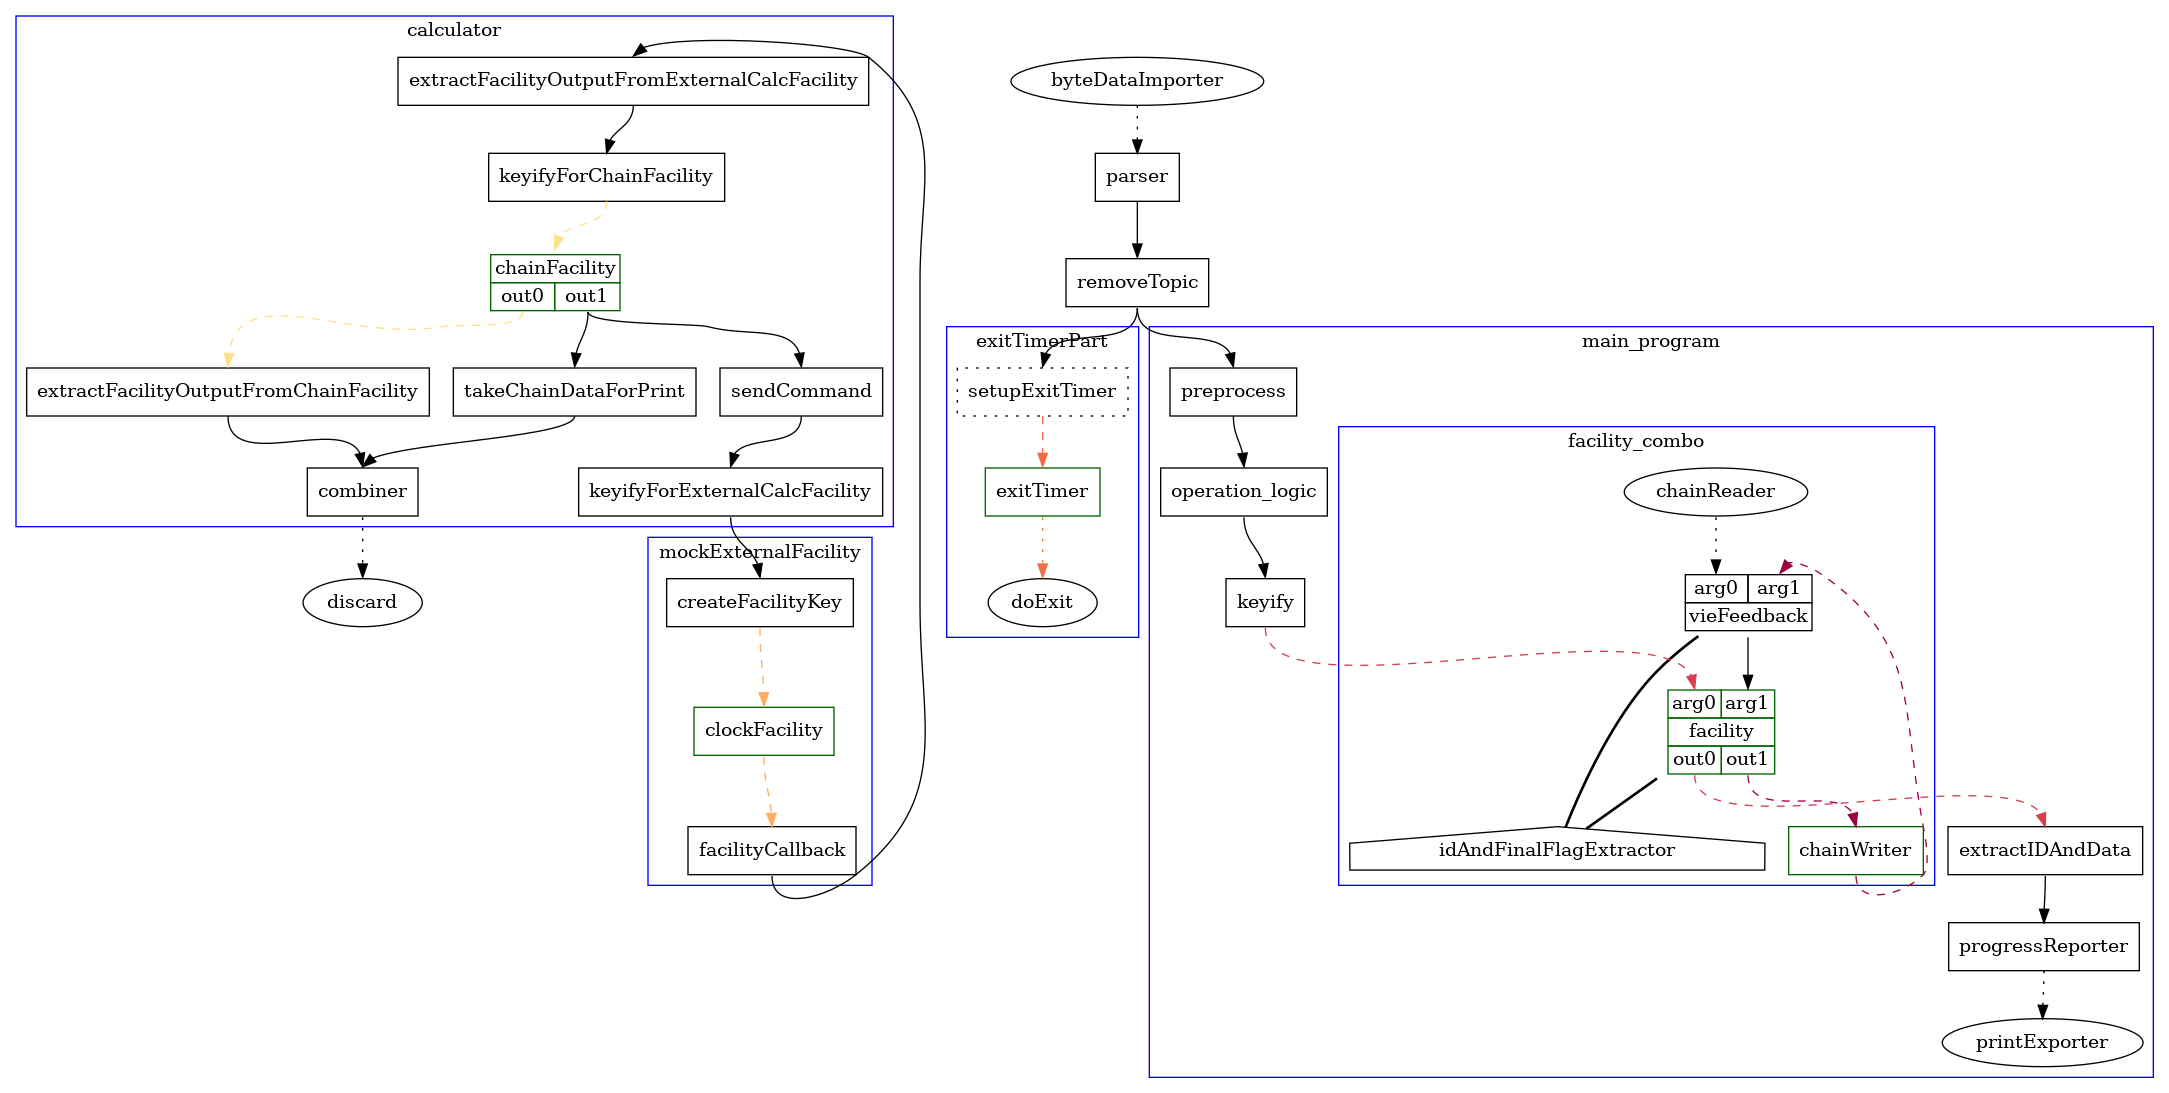 calculator
extractFacilityOutputFromExternalCalcFacility
byteDataImporter
keyifyForChainFacility
parser
chainFacility
out0 out1
removeTopic
exitTimerPart
main_program
extractFacilityOutputFromChainFacility
takeChainDataForPrint
sendCommand
setupExitTimer
preprocess
facility_combo
combiner
keyifyForExternalCalcFacility
exitTimer
operation_logic
chainReader
mockExternalFacility
discard
createFacilityKey
doExit
keyify
arg0 arg1
vieFeedback
clockFacility
arg0 arg1
facility
out0 out1
facilityCallback
idAndFinalFlagExtractor
chainWriter
extractIDAndData
progressReporter
printExporter